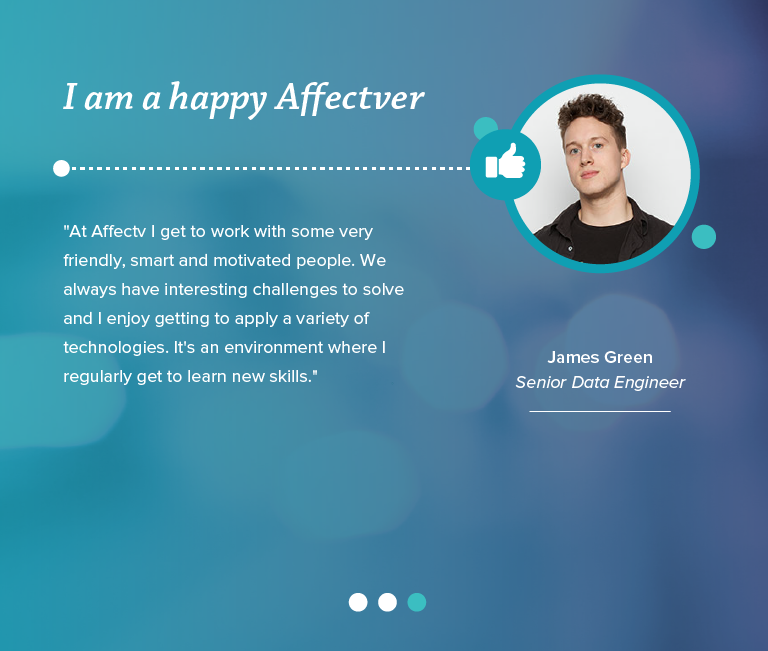 I am a happy Affectver
"At Affectv I get to work with some very
friendly, smart and motivated people. We
always have interesting challenges to solve
and I enjoy getting to apply a variety of
technologies. It's an environment where I
regularly get to learn new skills."
James Green
Senior Data Engineer